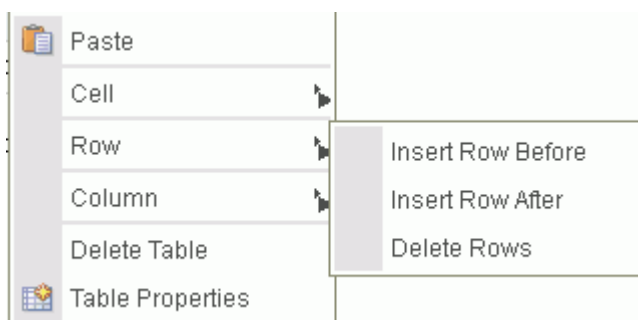 Paste
Cell
Row
Column
Delete Table
Table Properties
Insert Row Before
Insert Row After
Delete Rows